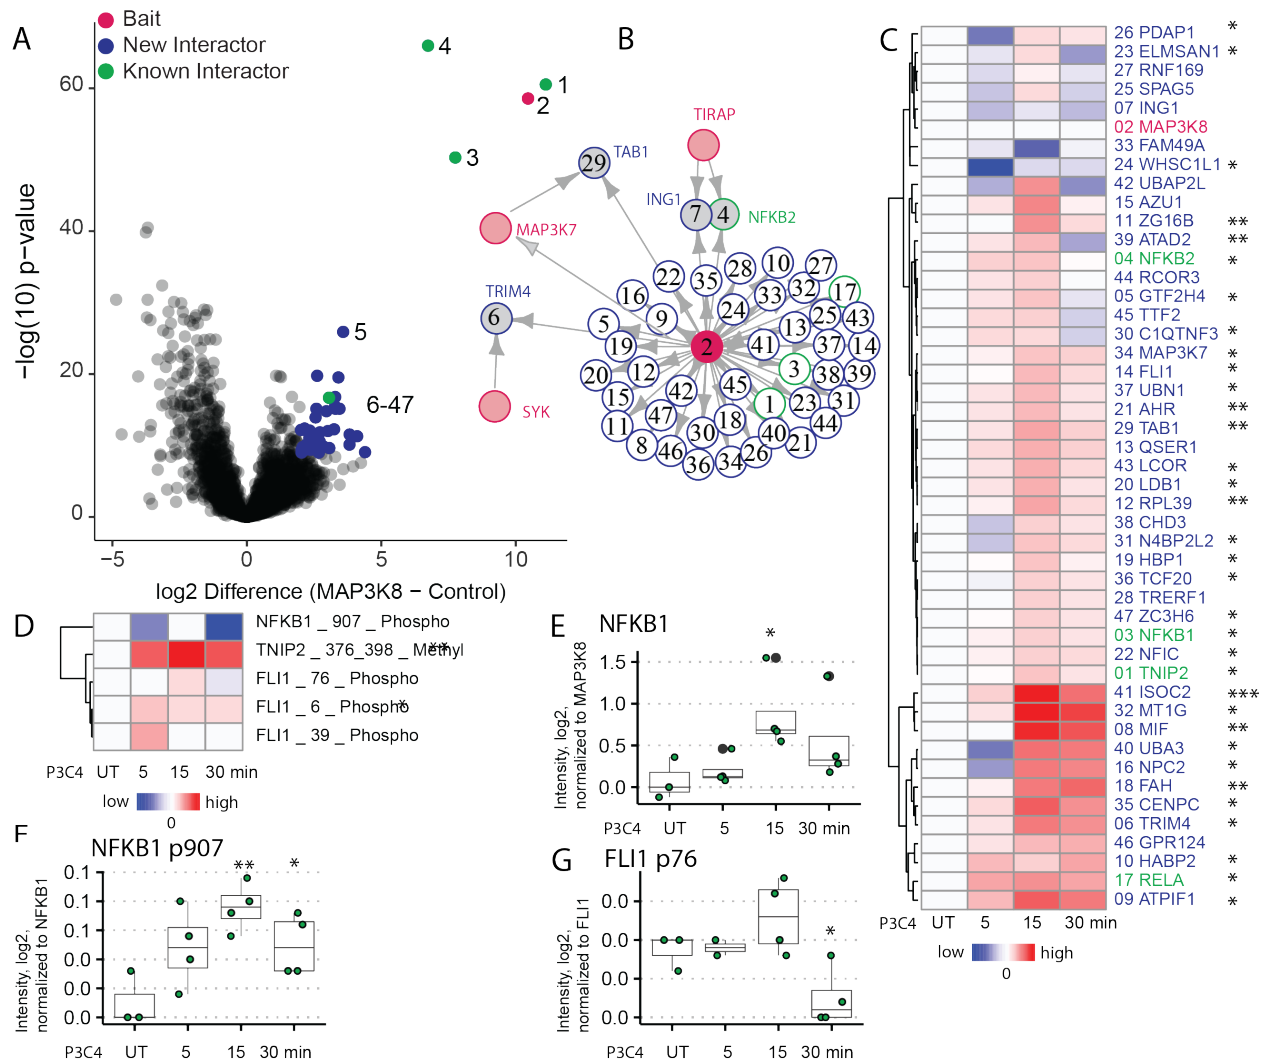 A
Bait
New Interactor
Known Interactor
−log(10) p−value
60
40
20
0
−5
0
5
10
log2 Difference (MAP3K8 − Control)
4
1
2
3
5
6-47
B
TIRAP
29
TAB1
ING1
7
4
NFKB2
MAP3K7
TRIM4
6
SYK
22
35
28
10
27
16
33
32
17
5
9
24
13
25
43
19
2
41
37
14
20
12
42
45
3
38
39
15
47
18
1
23
31
11
8
46
30
40
44
36
34
26
21
C
26 PDAP1 *
23 ELMSAN1 *
27 RNF169
25 SPAG5
07 ING1
02 MAP3K8
33 FAM49A
24 WHSC1L1 *
42 UBAP2L
15 AZU1
11 ZG16B **
39 ATAD2 **
04 NFKB2 *
44 RCOR3
05 GTF2H4 *
45 TTF2
30 C1QTNF3 *
34 MAP3K7 *
14 FLI1 *
37 UBN1 *
21 AHR **
29 TAB1 **
13 QSER1
43 LCOR *
20 LDB1 *
12 RPL39 **
38 CHD3
31 N4BP2L2 *
19 HBP1 *
36 TCF20 *
28 TRERF1
47 ZC3H6 *
03 NFKB1 *
22 NFIC *
01 TNIP2 *
41 ISOC2 ***
32 MT1G *
08 MIF **
40 UBA3 *
16 NPC2 *
18 FAH **
35 CENPC *
06 TRIM4 *
46 GPR124
10 HABP2 *
17 RELA *
09 ATPIF1 *
P3C4 UT 5 15 30 min
low high
0
D
NFKB1 _ 907 _ Phospho
TNIP2 _ 376_398 _ Methyl **
FLI1 _ 76 _ Phospho
FLI1 _ 6 _ Phospho *
FLI1 _ 39 _ Phospho
P3C4 UT 5 15 30 min
low high
0
E
NFKB1
Intensity, log2,
normalized to MAP3K8
1.5
1.0
0.5
0.0
*
P3C4 UT 5 15 30 min
F
NFKB1 p907
Intensity, log2,
normalized to NFKB1
0.1
0.1
0.1
0.0
0.0
0.0
** *
P3C4 UT 5 15 30 min
G
FLI1 p76
Intensity, log2,
normalized to FLI1
0.0
0.0
0.0
0.0
*
P3C4 UT 5 15 30 min